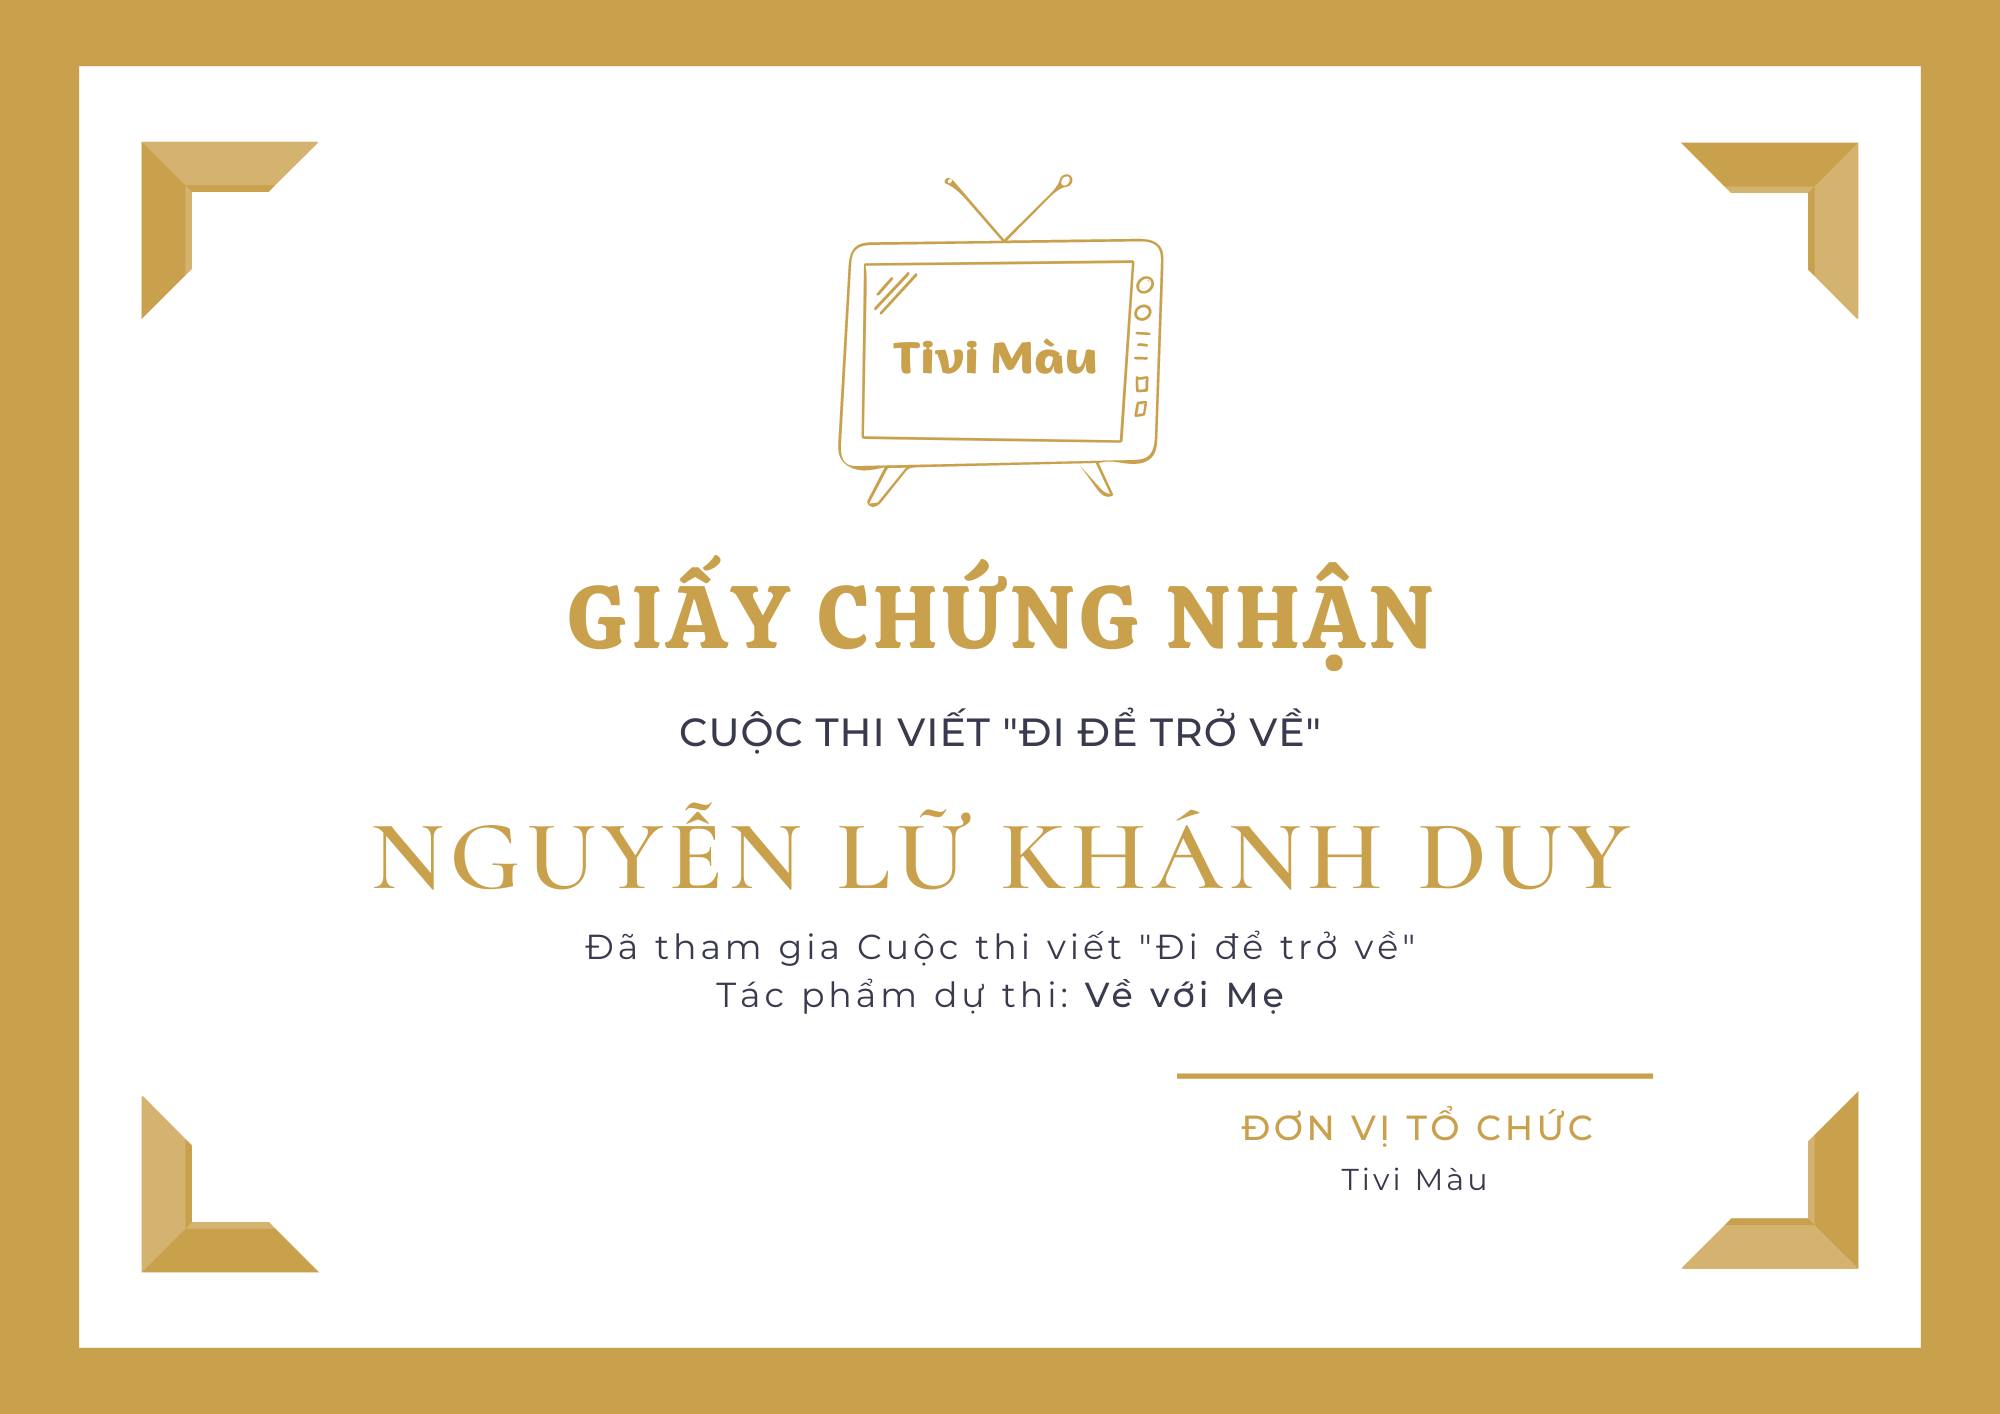 Tivi Màu
GIẤY CHỨNG NHẬN
CUỘC THI VIẾT "ĐI ĐỂ TRỞ VỀ"
NGUYỄN LỮ KHÁNH DUY
Đã tham gia Cuộc thi viết "Đi để trở về"
Tác phẩm dự thi: Về với Mẹ
ĐƠN VỊ TỔ CHỨC
Tivi Màu